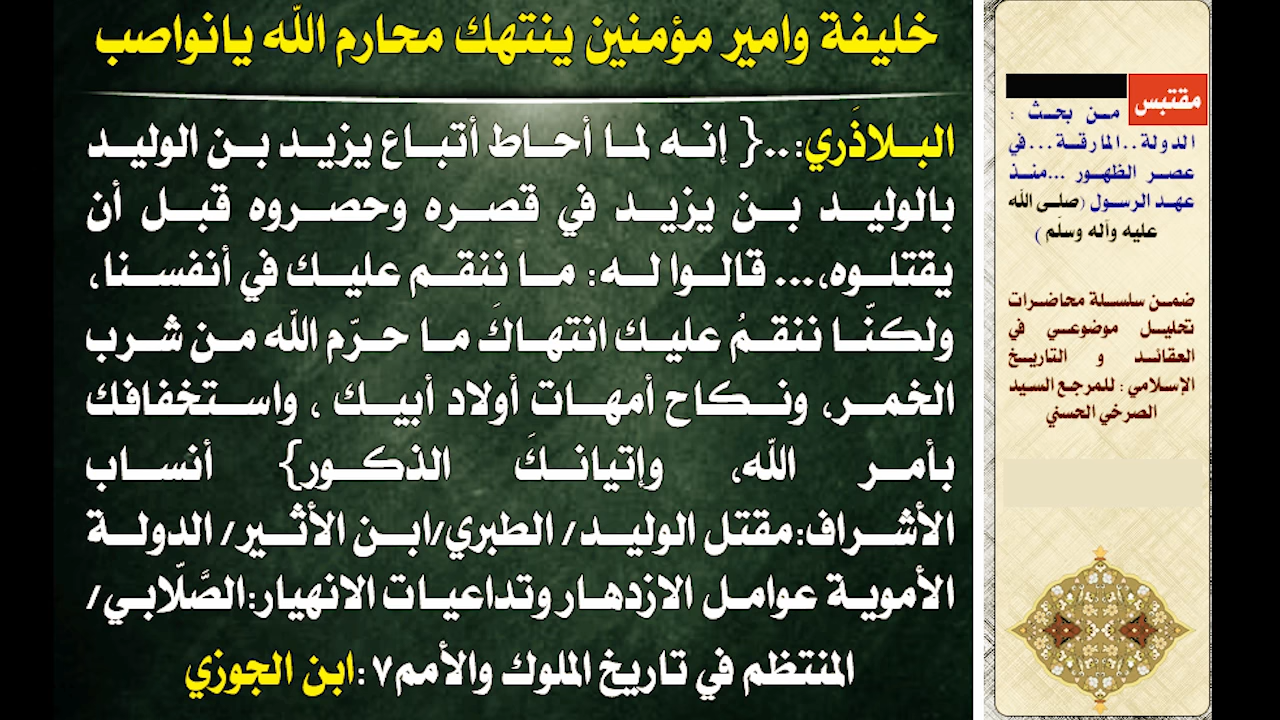 خليفة وامير مؤمنين ينتهك محارم الله يانواصب
البلاذَري:..{ إنه لما أحاط أتباع يزيد بن الوليد
بالوليد بن يزيد في قصره وحصروه قبل أن
يقتلوه،... قالوا له: ما ننقم عليك في أنفسنا،
ولكنّا ننقمُ عليك انتهاكَ ما حرّم الله من شرب
الخمر، ونكاح أمهات أولاد أبيك ، واستخفافك
بأمر الله، وإتيانكَ الذكور} أنساب
الأشراف:مقتل الوليد/ الطبري/ابن الأثير/ الدولة
الأموية عوامل الازدهار وتداعيات الانهيار:الصَّلّابي/
المنتظم في تاريخ الملوك والأمم٧ :ابن الجوزي
مقتبس
من بحث :
الدولة..المارقة...في
عصر الظهور ...منذ
عهد الرسول (صلى الله
عليه وآله وسلّم )
ضمن سلسلة محاضرات
تحليل موضوعي في
العقائد و التاريخ
الإسلامي : للمرجع السيد
الصرخي الحسني